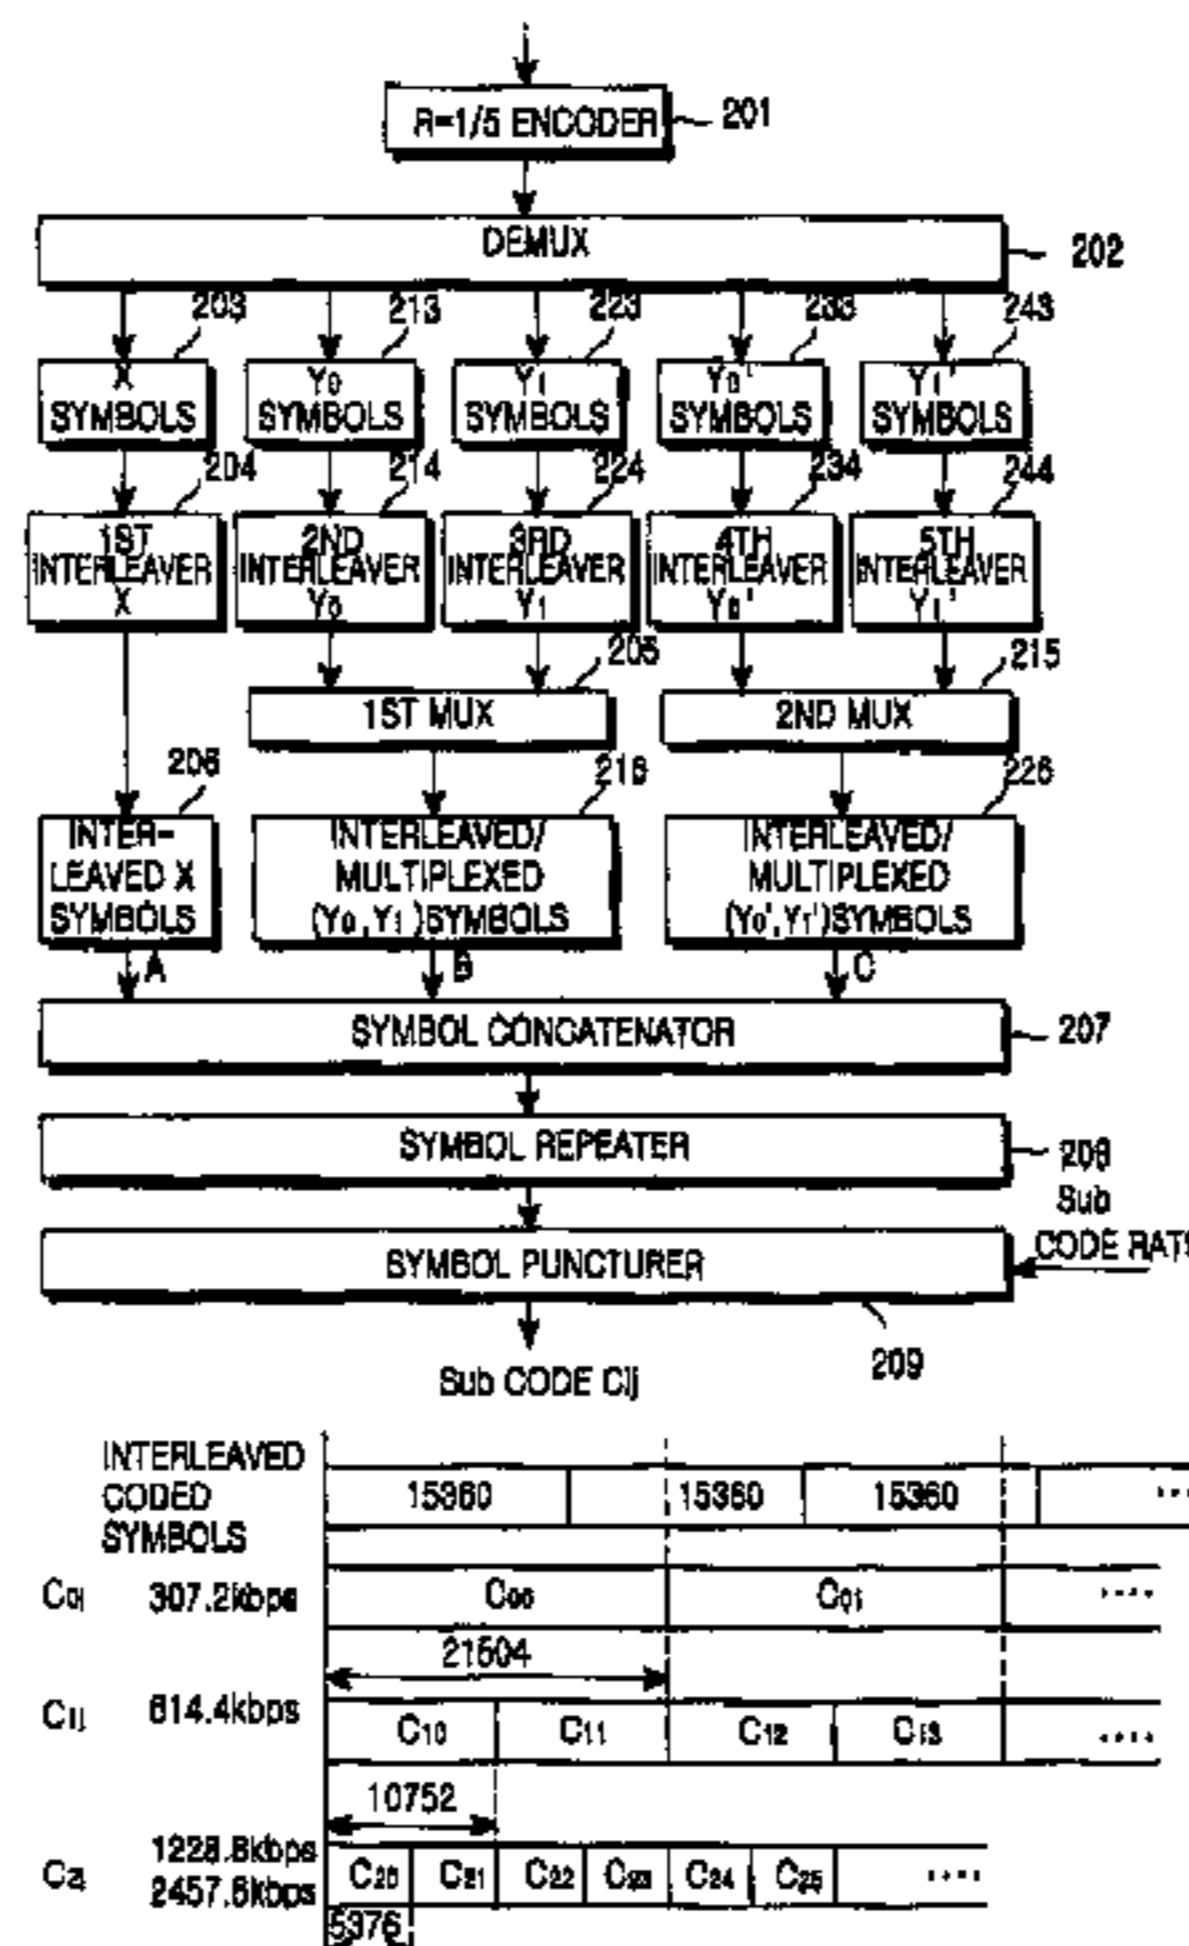 R=1/5 ENCODER
201
DEMUX
202
203
213
223
233
243
X
SYMBOLS
Y0
SYMBOLS
Y1
SYMBOLS
Y0'
SYMBOLS
Y1'
SYMBOLS
204
214
224
234
244
1ST
INTERLEAVER
X
2ND
INTERLEAVER
Y0
3RD
INTERLEAVER
Y1
4TH
INTERLEAVER
Y0'
5TH
INTERLEAVER
Y1'
205
215
1ST MUX
2ND MUX
206
216
226
INTER-
LEAVED X
SYMBOLS
INTERLEAVED/
MULTIPLEXED
(Y0,Y1)SYMBOLS
INTERLEAVED/
MULTIPLEXED
(Y0',Y1')SYMBOLS
A
B
C
SYMBOL CONCATENATOR
207
SYMBOL REPEATER
208
Sub
CODE RATE
SYMBOL PUNCTURER
209
Sub CODE Cij
INTERLEAVED
CODED
SYMBOLS
15360
15360
15360
....
C0j
307.2kbps
C00
C01
....
21504
C1j
614.4kbps
C10
C11
C12
C13
....
10752
C2j
1228.8kbps
2457.6kbps
C20
C21
C22
C23
C24
C25
....
5376